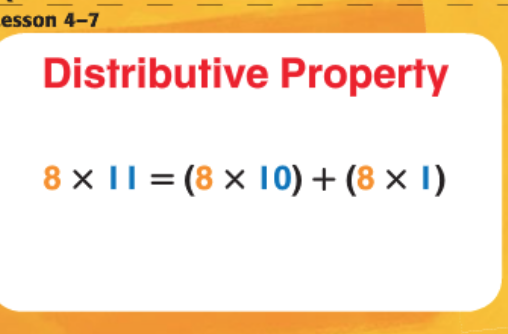 esson 4–7
Distributive Property
8 × 11 = (8 × 10) + (8 × 1)